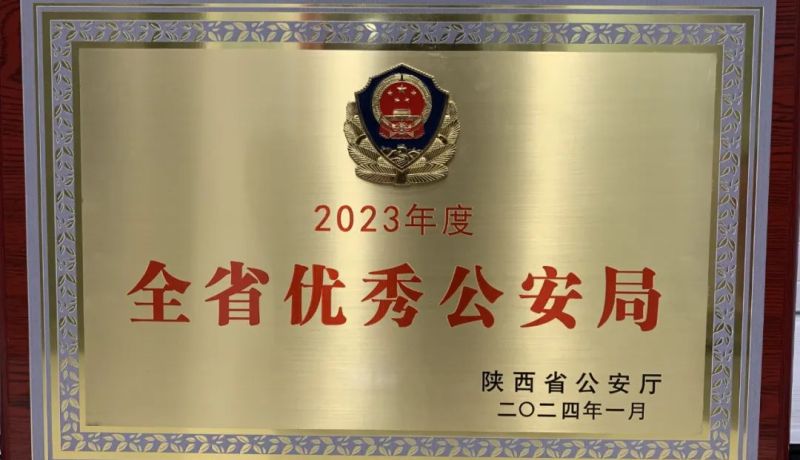 2023年度
全省优秀公安局
陕西省公安厅
二〇二四年一月